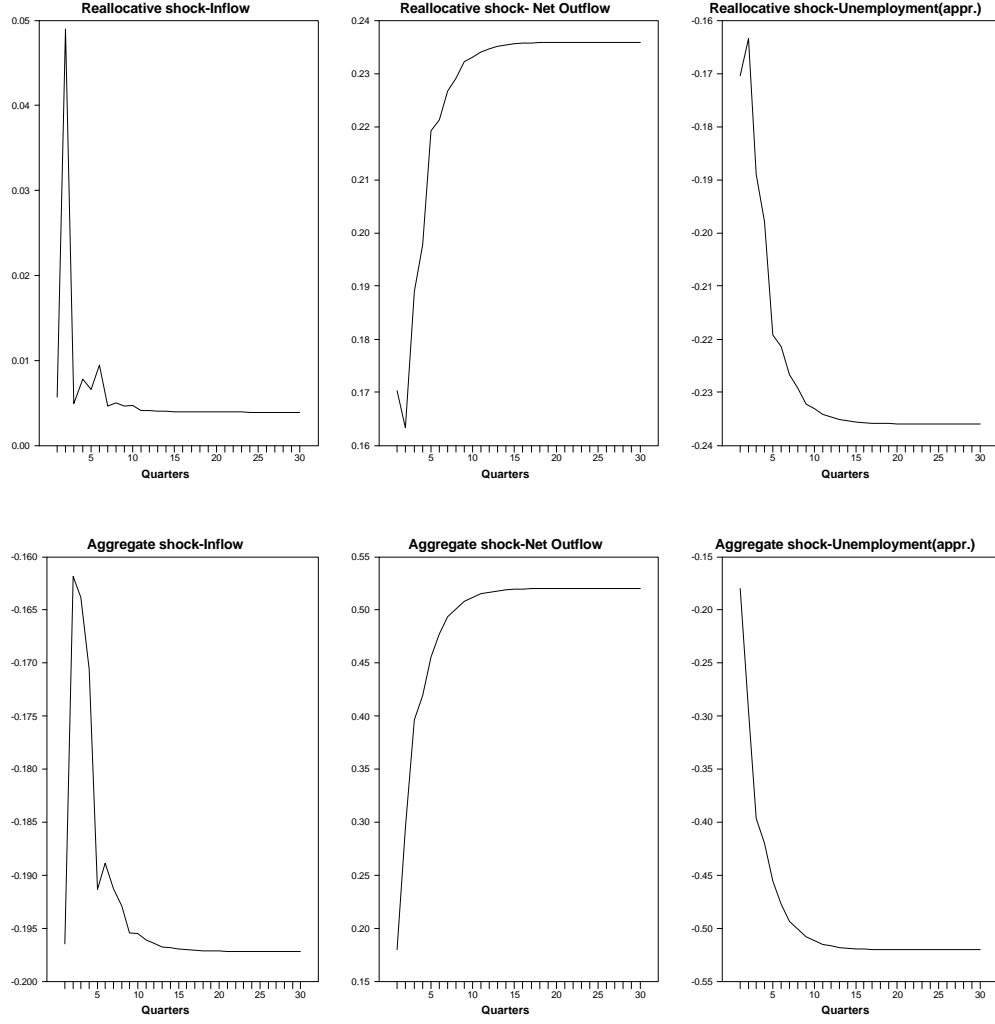 Reallocative shock-Inflow
0.05
0.04
0.03
0.02
0.01
0.00
5 10 15 20 25 30
Quarters
Reallocative shock- Net Outflow
0.24
0.23
0.22
0.21
0.20
0.19
0.18
0.17
0.16
5 10 15 20 25 30
Quarters
Reallocative shock-Unemployment(appr.)
-0.16
-0.17
-0.18
-0.19
-0.20
-0.21
-0.22
-0.23
-0.24
5 10 15 20 25 30
Quarters
Aggregate shock-Inflow
-0.160
-0.165
-0.170
-0.175
-0.180
-0.185
-0.190
-0.195
-0.200
5 10 15 20 25 30
Quarters
Aggregate shock-Net Outflow
0.55
0.50
0.45
0.40
0.35
0.30
0.25
0.20
0.15
5 10 15 20 25 30
Quarters
Aggregate shock-Unemployment(appr.)
-0.15
-0.20
-0.25
-0.30
-0.35
-0.40
-0.45
-0.50
-0.55
5 10 15 20 25 30
Quarters